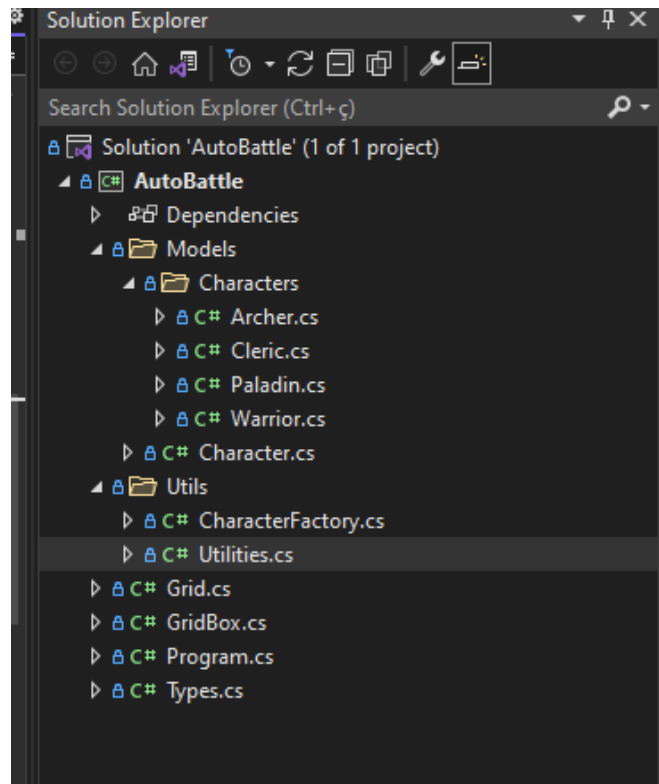 Solution Explorer
Search Solution Explorer (Ctrl+ç)
Solution 'AutoBattle' (1 of 1 project)
C# AutoBattle
Dependencies
Models
Characters
C# Archer.cs
C# Cleric.cs
C# Paladin.cs
C# Warrior.cs
C# Character.cs
Utils
C# CharacterFactory.cs
C# Utilities.cs
C# Grid.cs
C# GridBox.cs
C# Program.cs
C# Types.cs